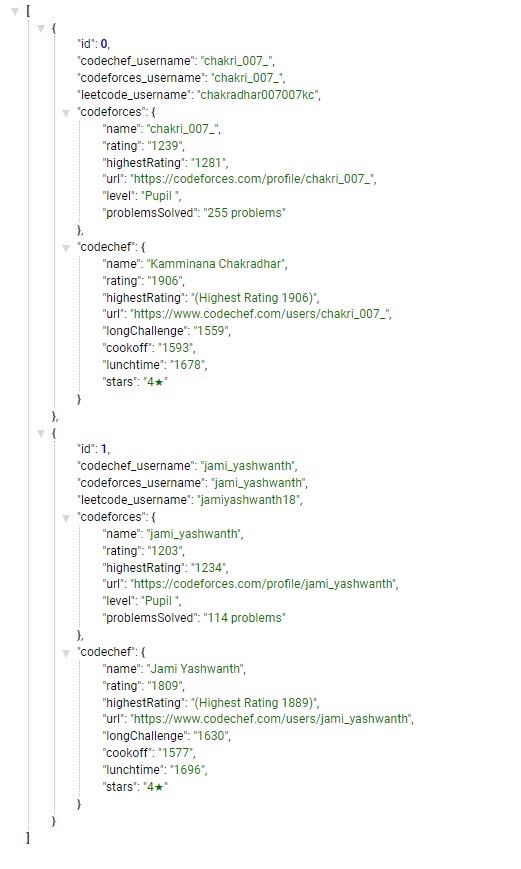 [
{
"id": 0,
"codechef_username": "chakri_007_",
"codeforces_username": "chakri_007_",
"leetcode_username": "chakradhar007007kc",
"codeforces": {
"name": "chakri_007_",
"rating": "1239",
"highestRating": "1281",
"url": "https://codeforces.com/profile/chakri_007_",
"level": "Pupil ",
"problemsSolved": "255 problems"
},
"codechef": {
"name": "Kamminana Chakradhar",
"rating": "1906",
"highestRating": "(Highest Rating 1906)",
"url": "https://www.codechef.com/users/chakri_007_",
"longChallenge": "1559",
"cookoff": "1593",
"lunchtime": "1678",
"stars": "4★"
}
},
{
"id": 1,
"codechef_username": "jami_yashwanth",
"codeforces_username": "jami_yashwanth",
"leetcode_username": "jamiyashwanth18",
"codeforces": {
"name": "jami_yashwanth",
"rating": "1203",
"highestRating": "1234",
"url": "https://codeforces.com/profile/jami_yashwanth",
"level": "Pupil ",
"problemsSolved": "114 problems"
},
"codechef": {
"name": "Jami Yashwanth",
"rating": "1809",
"highestRating": "(Highest Rating 1889)",
"url": "https://www.codechef.com/users/jami_yashwanth",
"longChallenge": "1630",
"cookoff": "1577",
"lunchtime": "1696",
"stars": "4★"
}
}
]